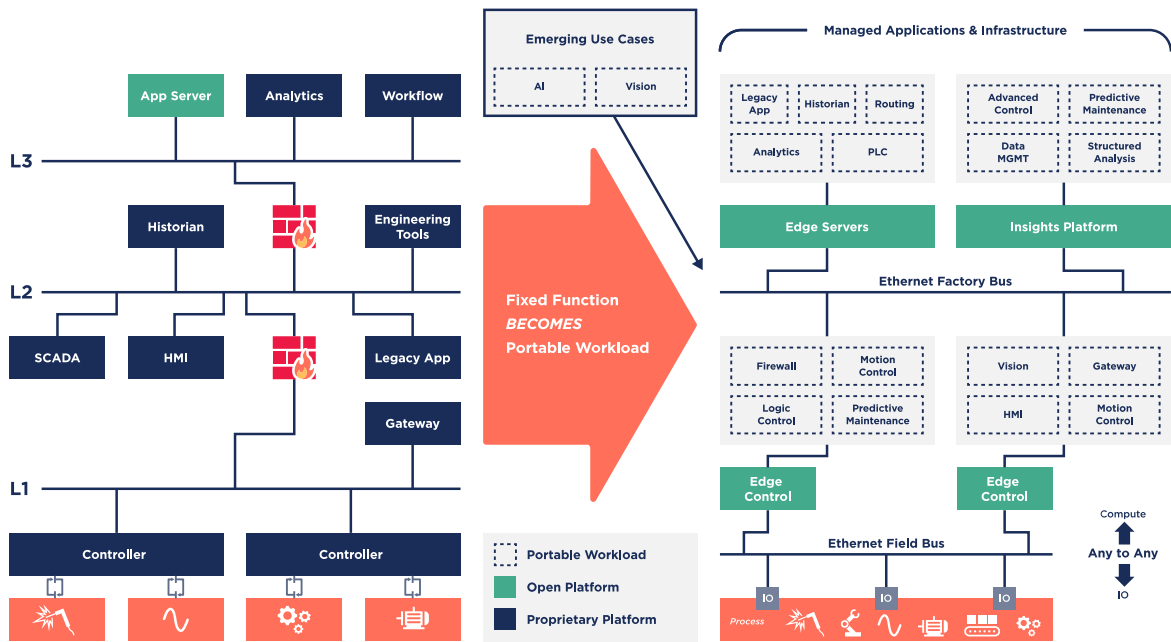 App Server
Analytics
Workflow
L3
Historian
Engineering
Tools
L2
SCADA
HMI
Legacy App
Gateway
L1
Controller
Controller
Emerging Use Cases
AI
Vision
Fixed Function
BECOMES
Portable Workload
Portable Workload
Open Platform
Proprietary Platform
Managed Applications & Infrastructure
Legacy
App
Historian
Routing
Analytics
PLC
Advanced
Control
Predictive
Maintenance
Data
MGMT
Structured
Analysis
Edge Servers
Insights Platform
Ethernet Factory Bus
Firewall
Motion
Control
Logic
Control
Predictive
Maintenance
Vision
Gateway
HMI
Motion
Control
Edge
Control
Edge
Control
Ethernet Field Bus
Compute
Any to Any
IO
IO
IO
IO
Process